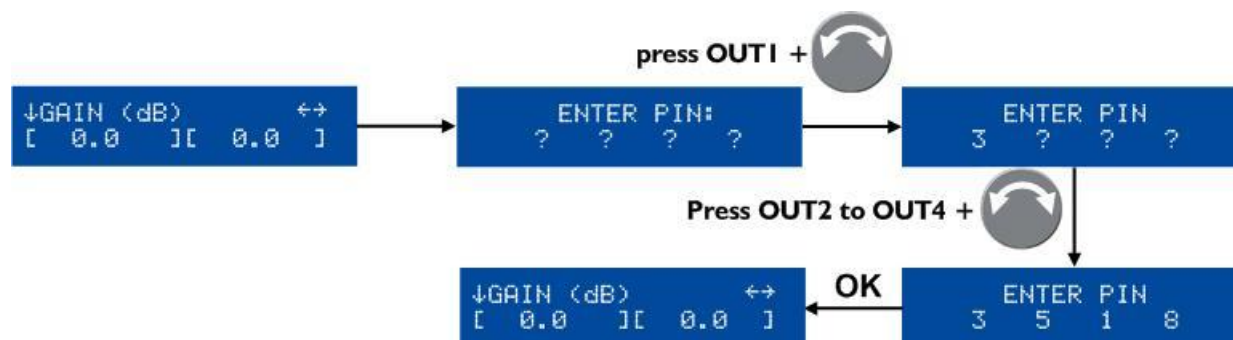 press OUT1 +
↓GAIN (dB) ↔
[ 0.0 ][ 0.0 ]
ENTER PIN:
? ? ? ?
ENTER PIN
3 ? ? ?
Press OUT2 to OUT4 +
↓GAIN (dB) ↔
[ 0.0 ][ 0.0 ]
OK
ENTER PIN
3 5 1 8